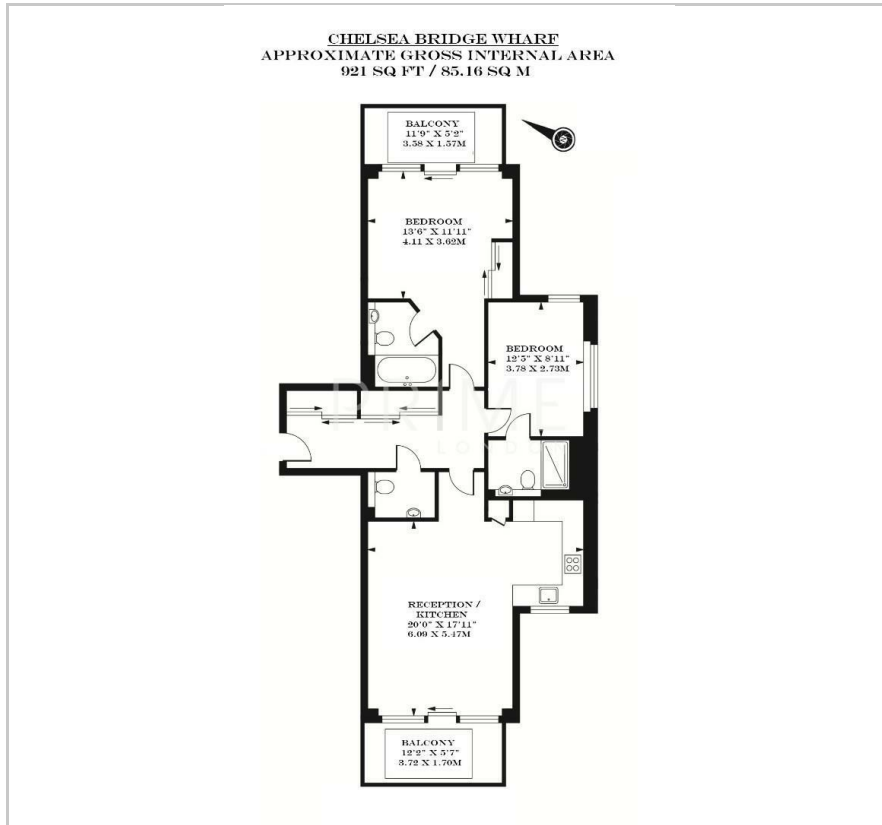 CHELSEA BRIDGE WHARF
APPROXIMATE GROSS INTERNAL AREA
921 SQ FT / 85.16 SQ M
BALCONY
11'9" X 5'2"
3.58 X 1.57M
BEDROOM
13'6" X 11'11"
4.11 X 3.62M
BEDROOM
12'5" X 8'11"
3.78 X 2.73M
PRIME
LONDON
RECEPTION /
KITCHEN
20'0" X 17'11"
6.09 X 5.47M
BALCONY
12'2" X 5'7"
3.72 X 1.70M